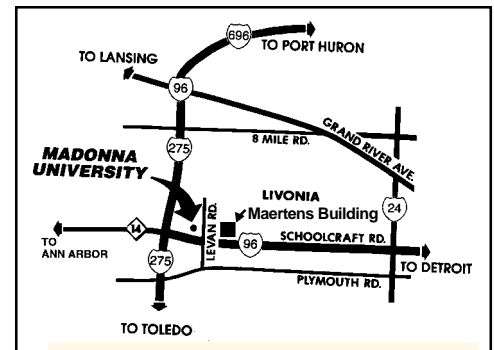 696
TO PORT HURON
TO LANSING
96
GRAND RIVER AVE.
8 MILE RD.
275
MADONNA
UNIVERSITY
LIVONIA
Maertens Building
24
LEVAN RD.
14
96
SCHOOLCRAFT RD.
TO
ANN ARBOR
275
TO DETROIT
PLYMOUTH RD.
TO TOLEDO